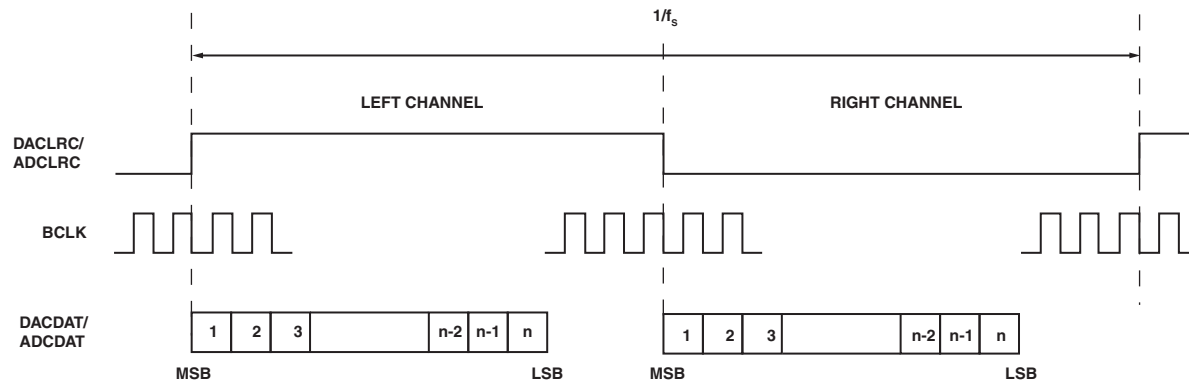 1/fs
LEFT CHANNEL
RIGHT CHANNEL
DACLRC/
ADCLRC
BCLK
DACDAT/
ADCDAT
1 2 3 n-2 n-1 n
1 2 3 n-2 n-1 n
MSB LSB MSB LSB